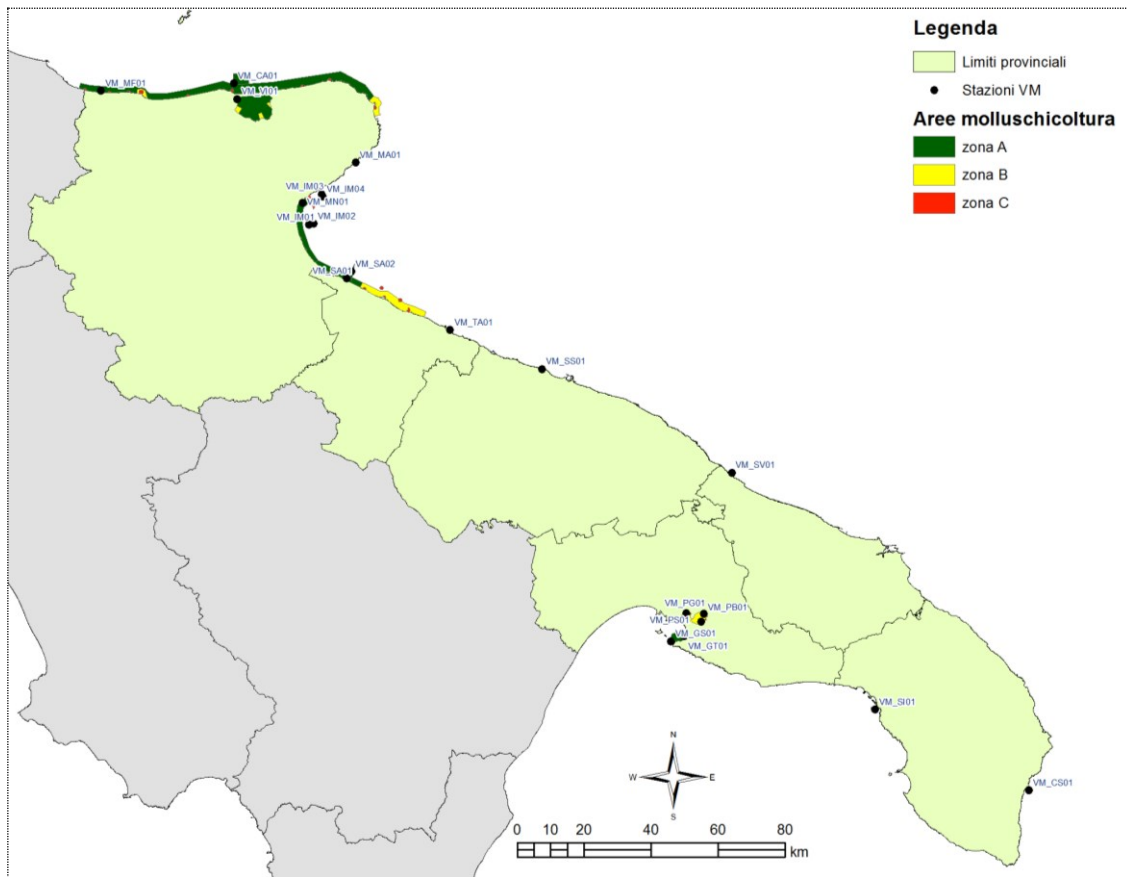 Legenda
Limiti provinciali
Stazioni VM
Aree molluschicoltura
zona A
zona B
zona C
VM_MF01
VM_CA01
VM_VI01
VM_MA01
VM_IM03
VM_IM04
VM_MN01
VM_IM01
VM_IM02
VM_SA02
VM_SA01
VM_TA01
VM_SS01
VM_SV01
VM_PG01
VM_PB01
VM_PS01
VM_GS01
VM_GT01
VM_SI01
VM_CS01
N
W
E
S
0 10 20 40 60 80
km